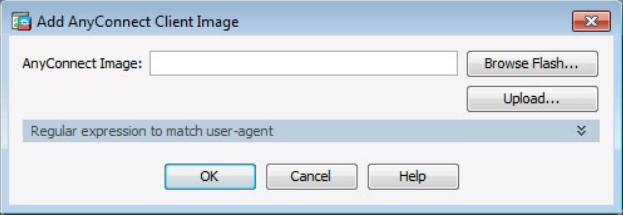 Add AnyConnect Client Image
AnyConnect Image:
Browse Flash...
Upload...
Regular expression to match user-agent
OK Cancel Help